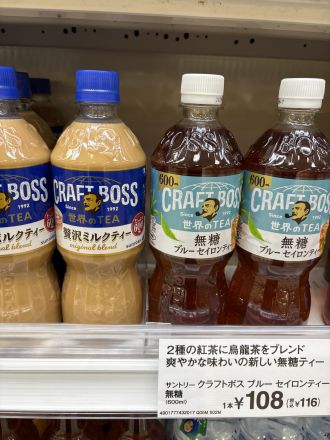 CRAFT BOSS
Since 1992
世界のTEA
贅沢ミルクティー
original blend
600
CRAFT BOSS
Since 1992
世界のTEA
無糖
ブルー セイロンティー
600
CRAFT BOSS
Since 1992
世界のTEA
無糖
ブルー セイロンティー
2種の紅茶に烏龍茶をブレンド
爽やかな味わいの新しい無糖ティー
サントリー クラフトボス ブルー セイロンティー
無糖
(600ml)
1本 ¥108 (税込 ¥116)